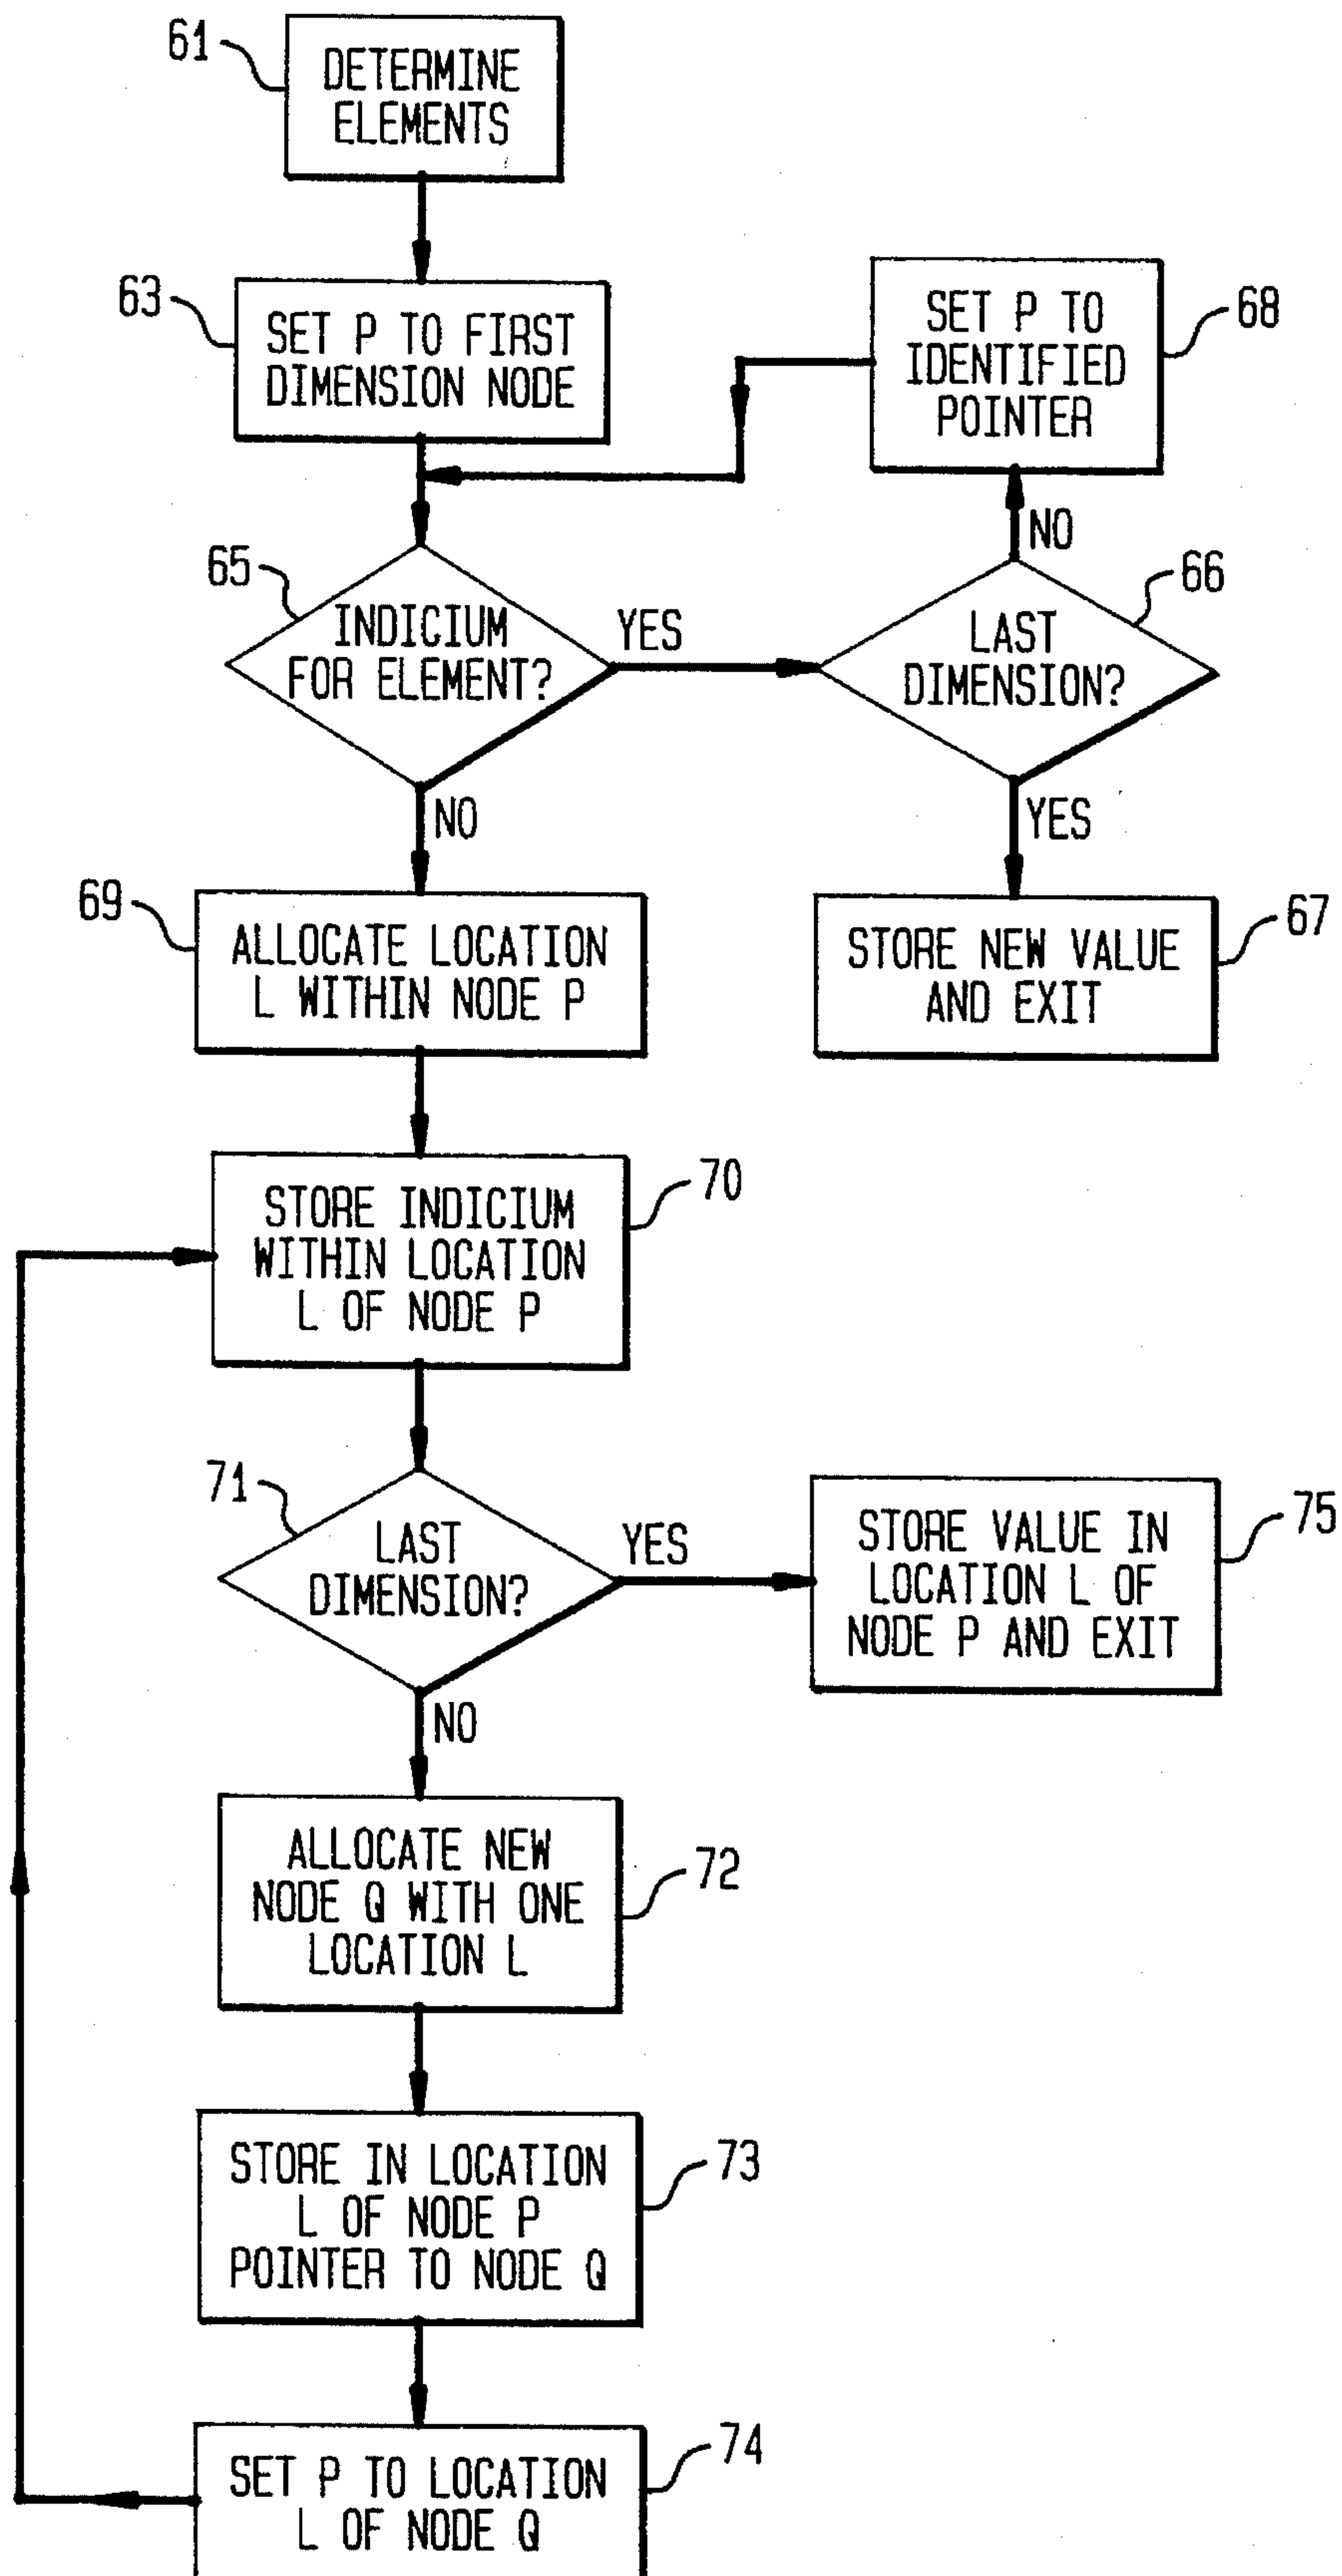 61
DETERMINE
ELEMENTS
63
SET P TO FIRST
DIMENSION NODE
68
SET P TO
IDENTIFIED
POINTER
NO
65
INDICIUM
FOR ELEMENT?
YES
66
LAST
DIMENSION?
NO
YES
69
ALLOCATE LOCATION
L WITHIN NODE P
67
STORE NEW VALUE
AND EXIT
70
STORE INDICIUM
WITHIN LOCATION
L OF NODE P
71
LAST
DIMENSION?
YES
75
STORE VALUE IN
LOCATION L OF
NODE P AND EXIT
NO
72
ALLOCATE NEW
NODE Q WITH ONE
LOCATION L
73
STORE IN LOCATION
L OF NODE P
POINTER TO NODE Q
74
SET P TO LOCATION
L OF NODE Q